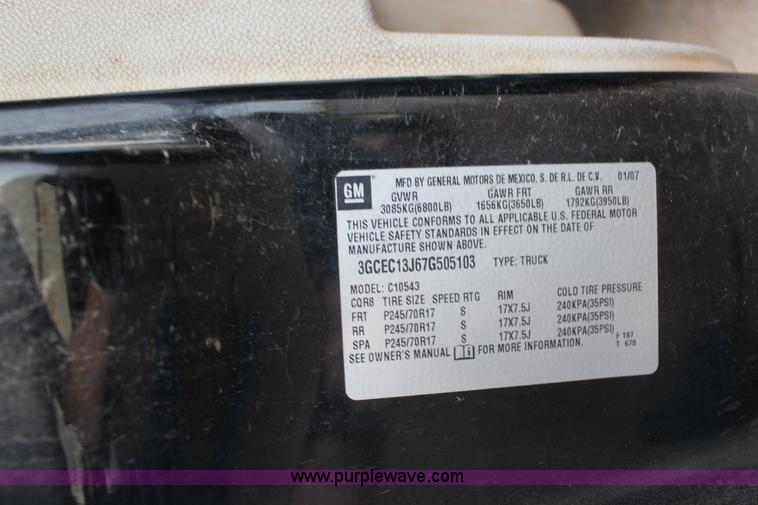 GM MFD BY GENERAL MOTORS DE MEXICO, S. DE R.L. DE C.V. 01/07
GVWR GAWR FRT GAWR RR
3085KG(6800LB) 1656KG(3650LB) 1792KG(3950LB)
THIS VEHICLE CONFORMS TO ALL APPLICABLE U.S. FEDERAL MOTOR
VEHICLE SAFETY STANDARDS IN EFFECT ON THE DATE OF
MANUFACTURE SHOWN ABOVE.
3GCEC13J67G505103 TYPE: TRUCK
MODEL: C10543
CQR8 TIRE SIZE SPEED RTG RIM COLD TIRE PRESSURE
FRT P245/70R17 S 17X7.5J 240KPA(35PSI)
RR P245/70R17 S 17X7.5J 240KPA(35PSI)
SPA P245/70R17 S 17X7.5J 240KPA(35PSI)
SEE OWNER'S MANUAL FOR MORE INFORMATION. F 187
T 670
www.purplewave.com